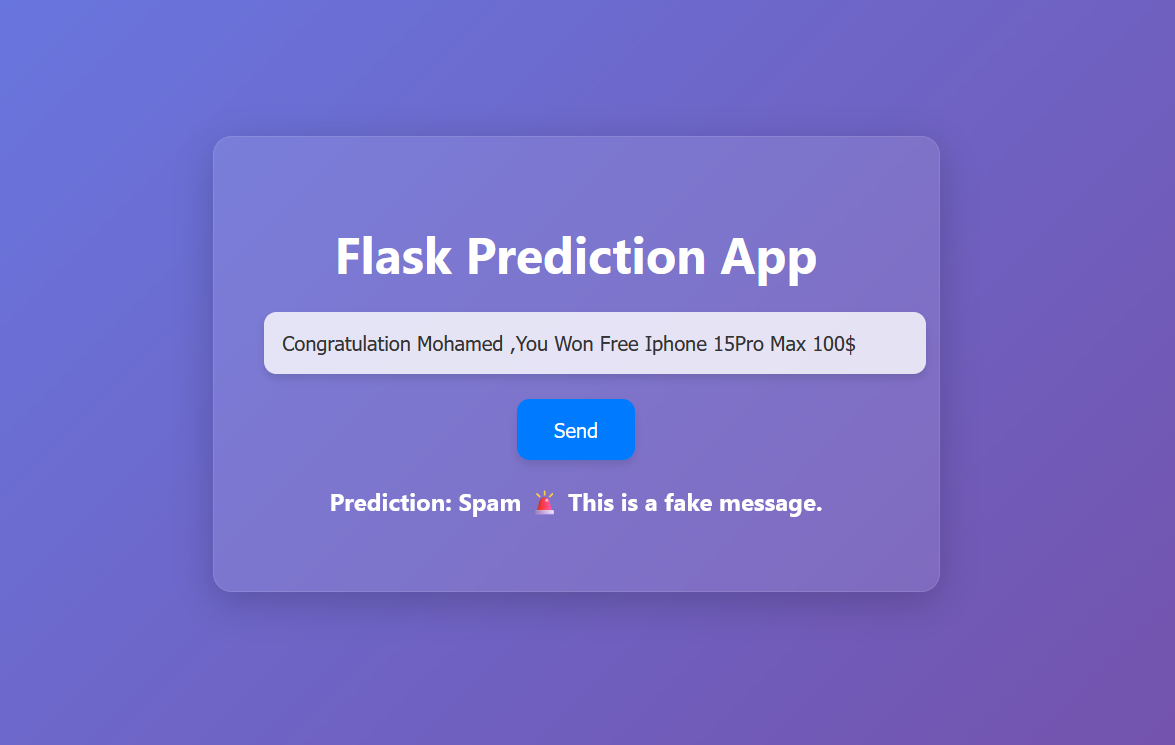 Flask Prediction App
Congratulation Mohamed ,You Won Free Iphone 15Pro Max 100$
Send
Prediction: Spam 🚨 This is a fake message.